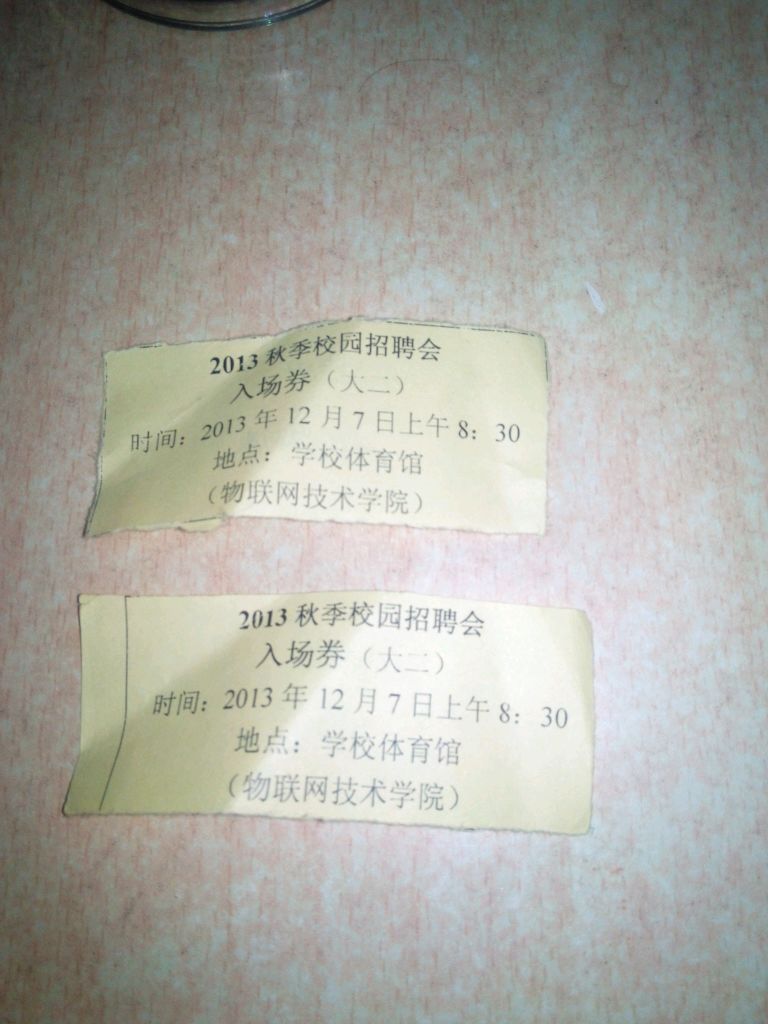 2013 秋季校园招聘会
入场券（大二）
时间：2013 年 12 月 7 日上午 8：30
地点：学校体育馆
（物联网技术学院）
2013 秋季校园招聘会
入场券（大二）
时间：2013 年 12 月 7 日上午 8：30
地点：学校体育馆
（物联网技术学院）